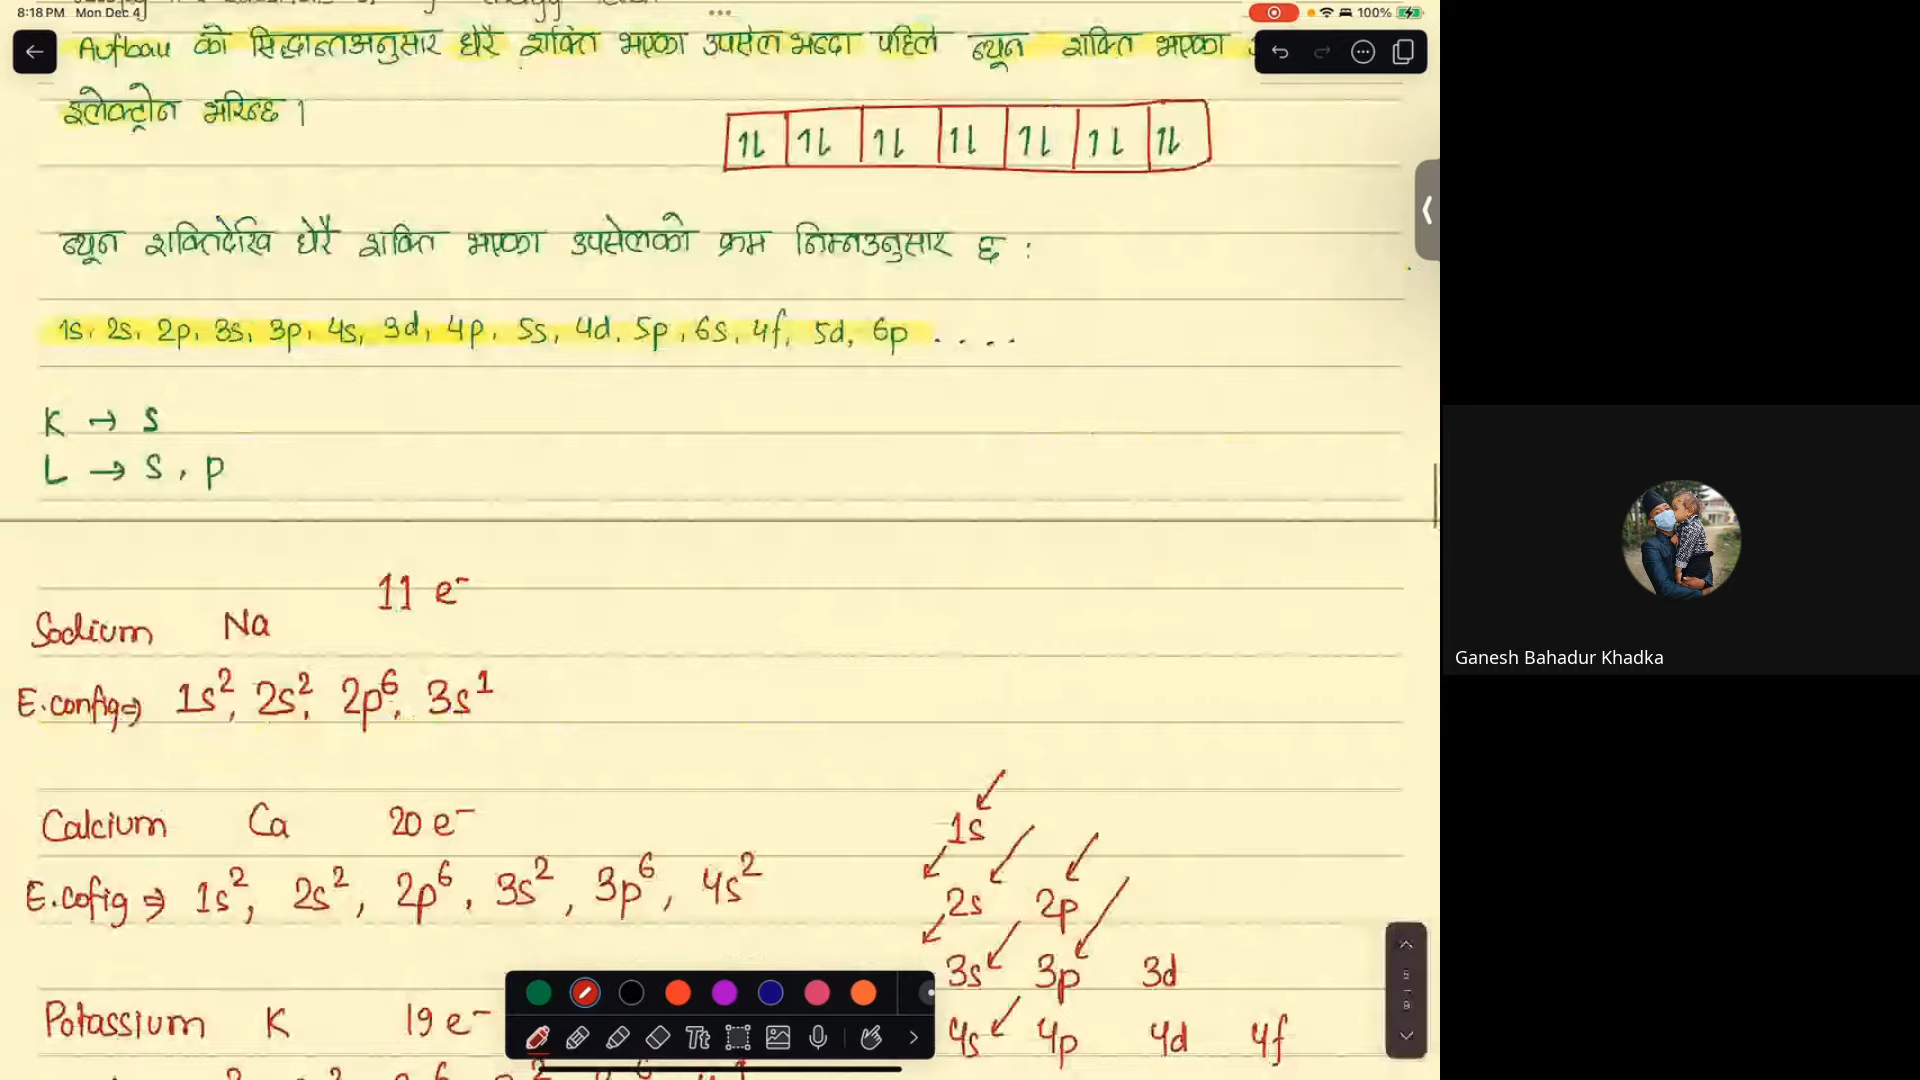 8:18 PM Mon Dec 4
100%
Aufbau को सिद्धान्तअनुसार धेरै शक्ति भएका उपसेल भन्दा पहिले न्यून शक्ति भएका
इलेक्ट्रोन भरिन्छ ।
1l 1l 1l 1l 1l 1l 1l
न्यून शक्तिदेखि धेरै शक्ति भएका उपसेलको क्रम निम्नउनुसार छ :
1s, 2s, 2p, 3s, 3p, 4s, 3d, 4p, 5s, 4d, 5p, 6s, 4f, 5d, 6p . . . .
K → s
L → s, p
11 e⁻
Sodium Na
E.config⇒ 1s², 2s², 2p⁶, 3s¹
Calcium Ca 20 e⁻
E.cofig ⇒ 1s², 2s², 2p⁶, 3s², 3p⁶, 4s²
Potassium K 19 e⁻
1s
2s 2p
3s 3p 3d
4s 4p 4d 4f
Tt
Ganesh Bahadur Khadka